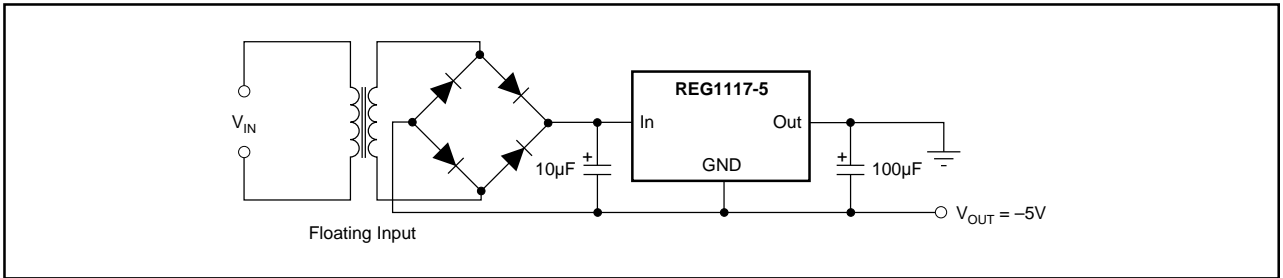 REG1117-5
V_IN
In
Out
+
10µF
GND
+
100µF
V_OUT = –5V
Floating Input